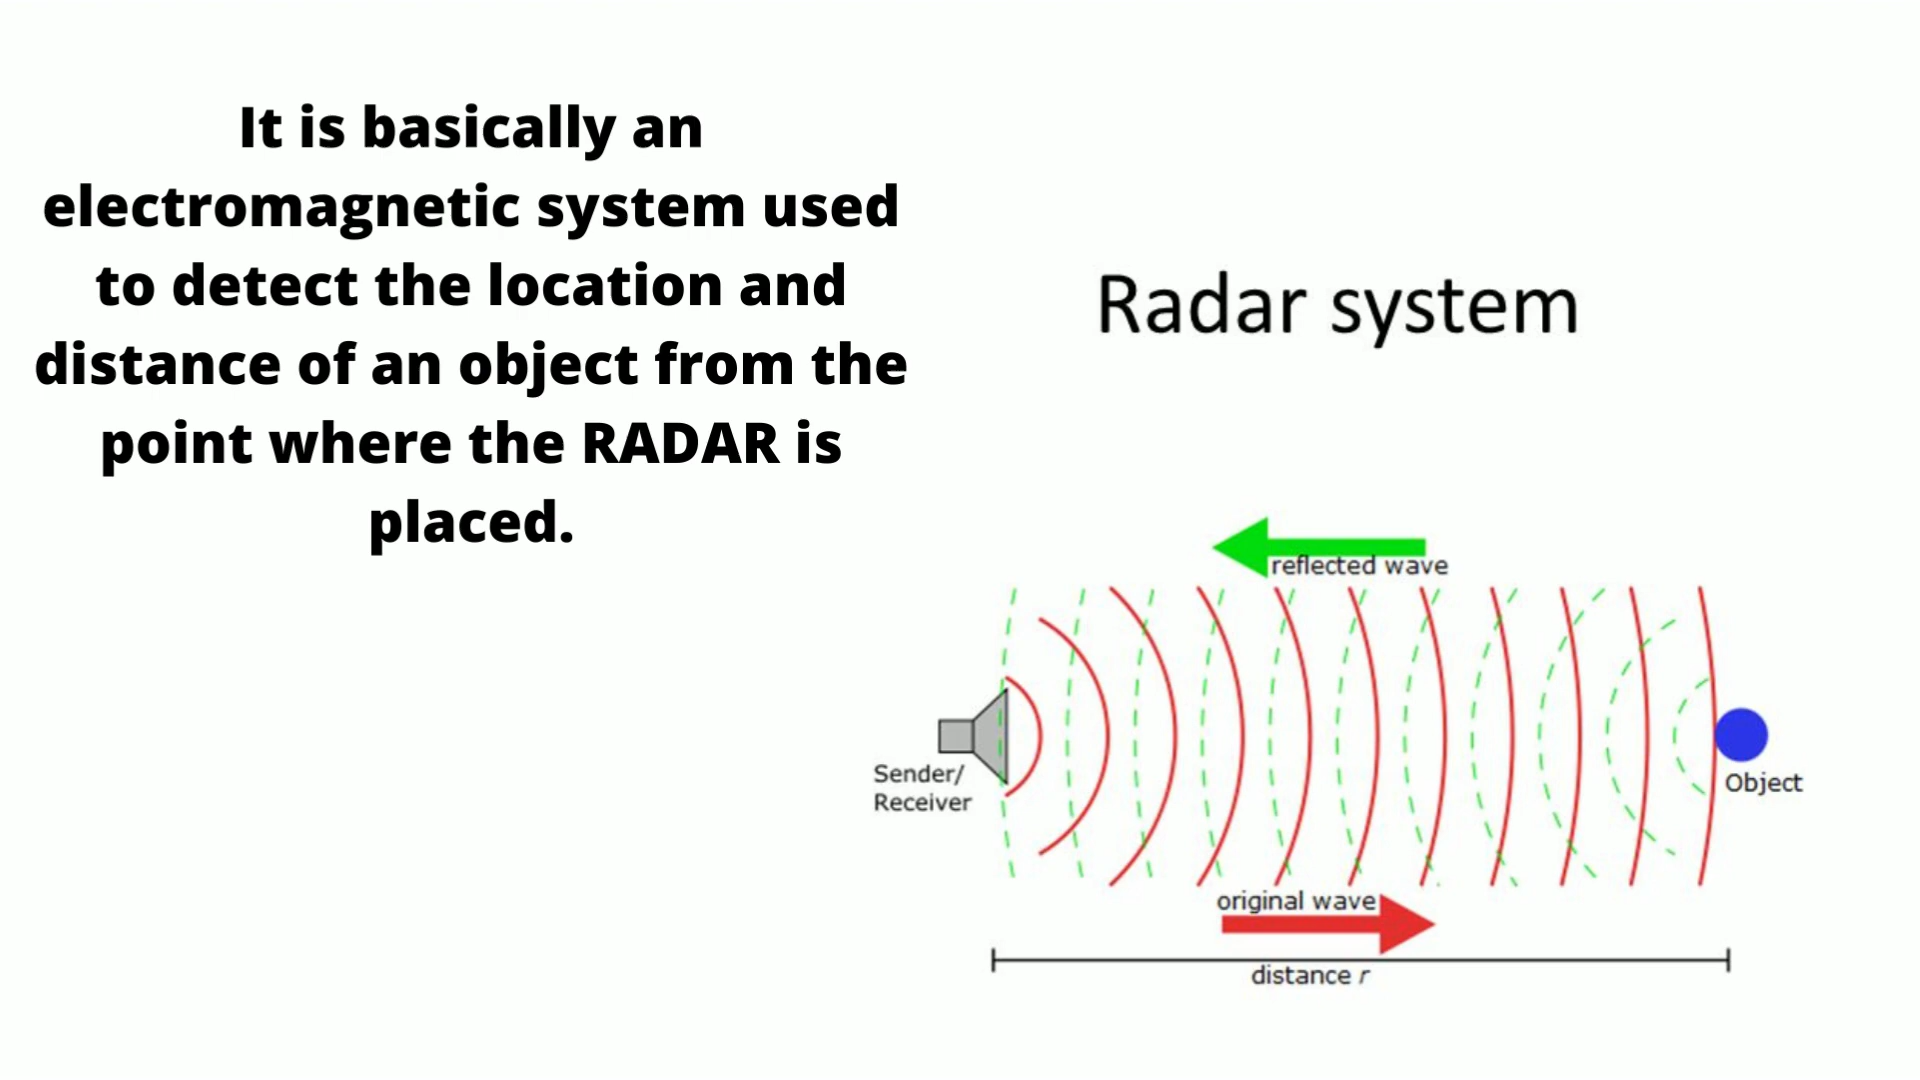 It is basically an
electromagnetic system used
to detect the location and
distance of an object from the
point where the RADAR is
placed.
Radar system
reflected wave
Sender/
Receiver
Object
original wave
distance r